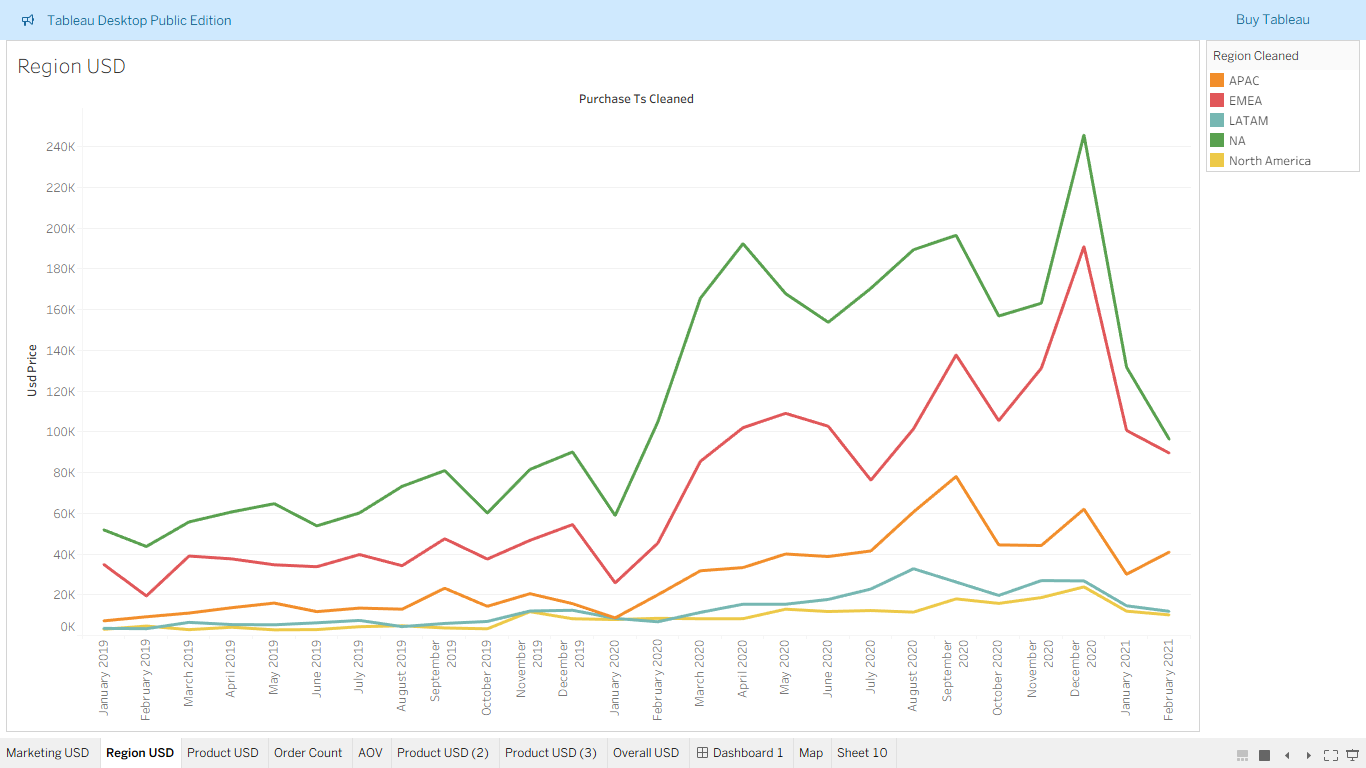 Tableau Desktop Public Edition
Buy Tableau
Region USD
Purchase Ts Cleaned
Region Cleaned
APAC
EMEA
LATAM
NA
North America
Usd Price
240K
220K
200K
180K
160K
140K
120K
100K
80K
60K
40K
20K
0K
January 2019
February 2019
March 2019
April 2019
May 2019
June 2019
July 2019
August 2019
September
2019
October 2019
November
2019
December
2019
January 2020
February 2020
March 2020
April 2020
May 2020
June 2020
July 2020
August 2020
September
2020
October 2020
November
2020
December
2020
January 2021
February 2021
Marketing USD
Region USD
Product USD
Order Count
AOV
Product USD (2)
Product USD (3)
Overall USD
Dashboard 1
Map
Sheet 10